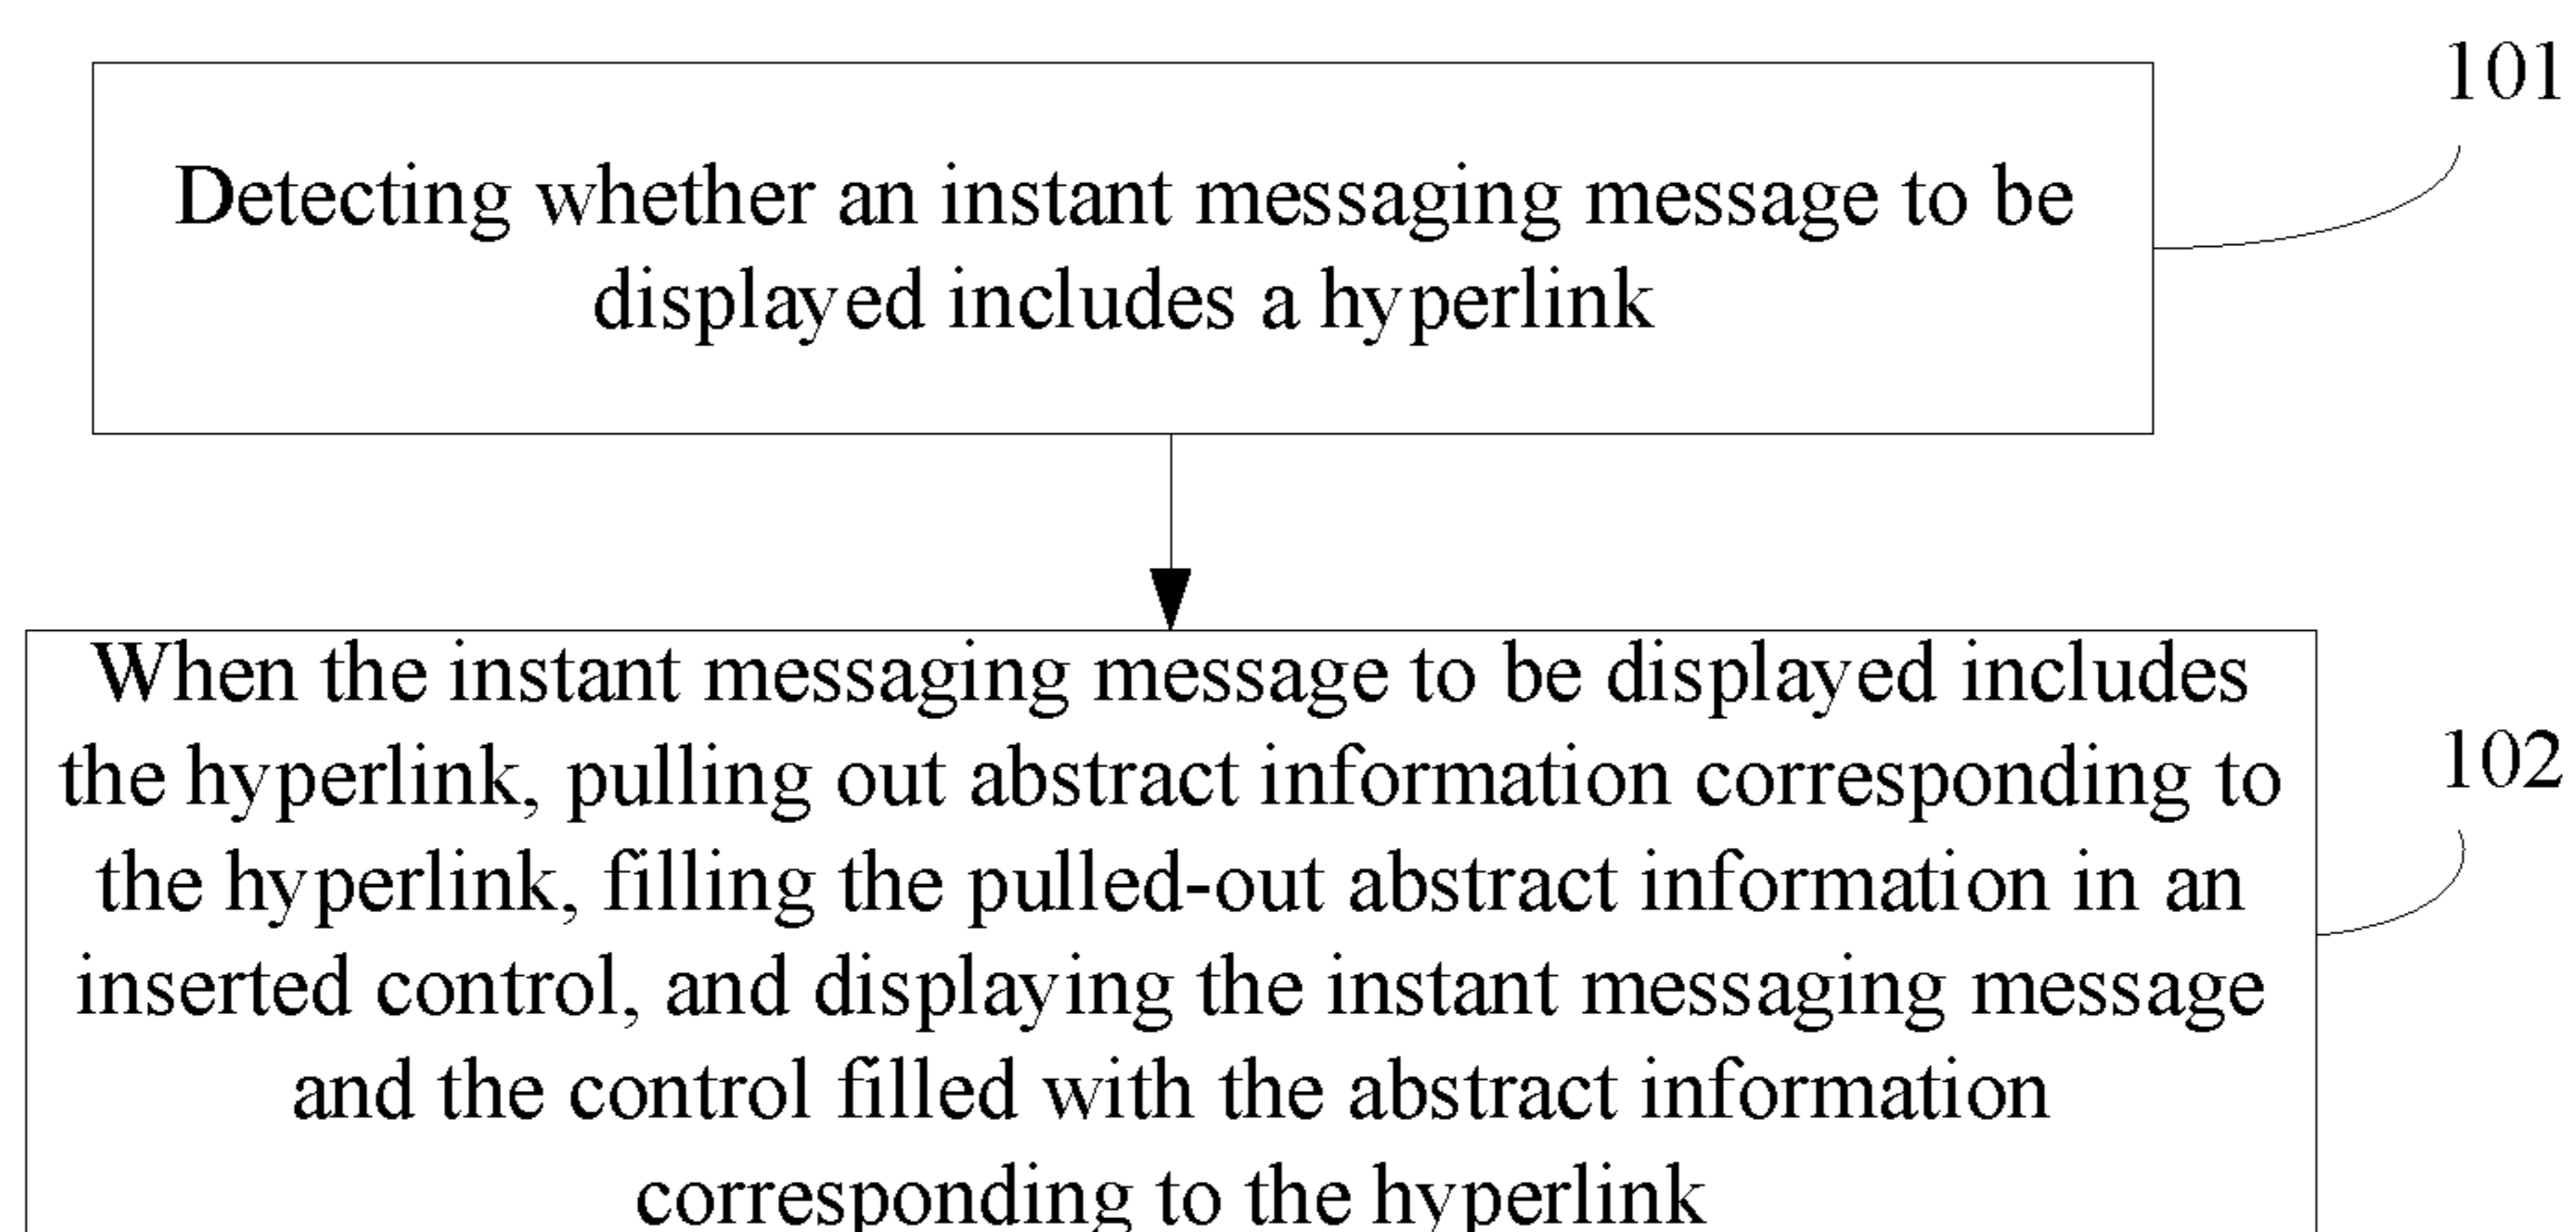 101
Detecting whether an instant messaging message to be
displayed includes a hyperlink
When the instant messaging message to be displayed includes
the hyperlink, pulling out abstract information corresponding to
the hyperlink, filling the pulled-out abstract information in an
inserted control, and displaying the instant messaging message
and the control filled with the abstract information
corresponding to the hyperlink
102